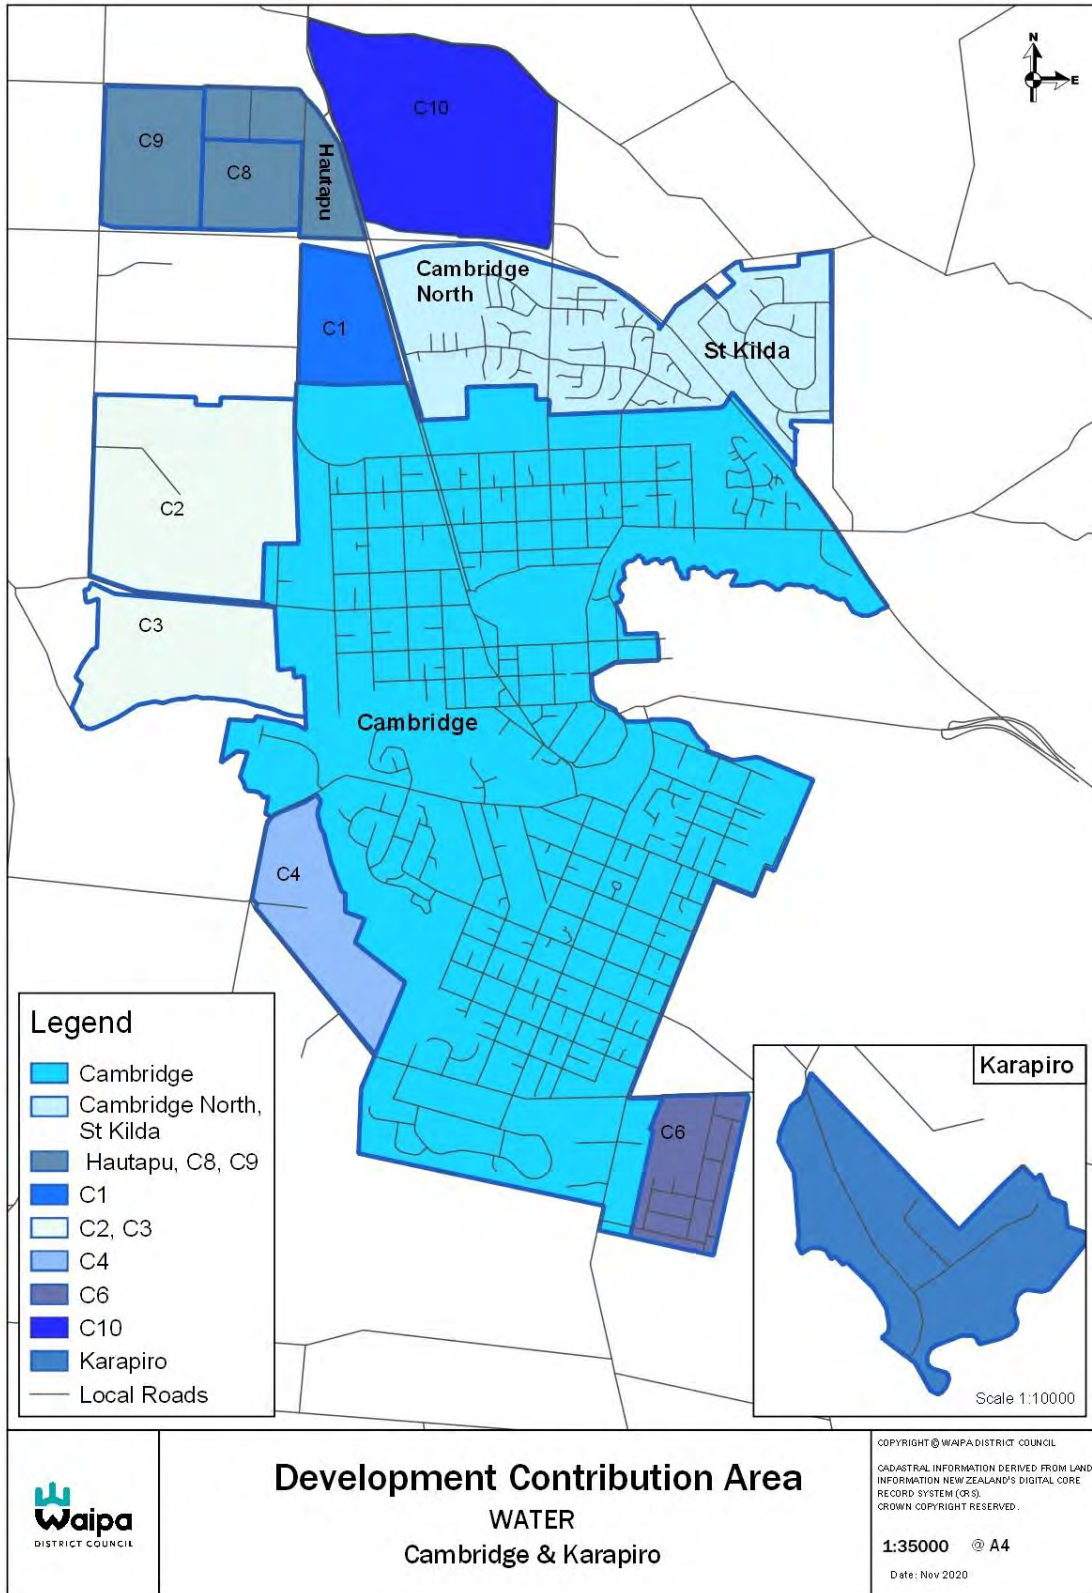 N
E
C10
C9
C8
Hautapu
Cambridge
North
C1
St Kilda
C2
C3
Cambridge
C4
C6
Legend
Cambridge
Cambridge North,
St Kilda
Hautapu, C8, C9
C1
C2, C3
C4
C6
C10
Karapiro
Local Roads
Karapiro
Scale 1:10000
Waipa
DISTRICT COUNCIL
Development Contribution Area
WATER
Cambridge & Karapiro
COPYRIGHT @ WAIPA DISTRICT COUNCIL
CADASTRAL INFORMATION DERIVED FROM LAND
INFORMATION NEW ZEALAND'S DIGITAL CORE
RECORD SYSTEM (CRS).
CROWN COPYRIGHT RESERVED.
1:35000 @ A4
Date: Nov 2020